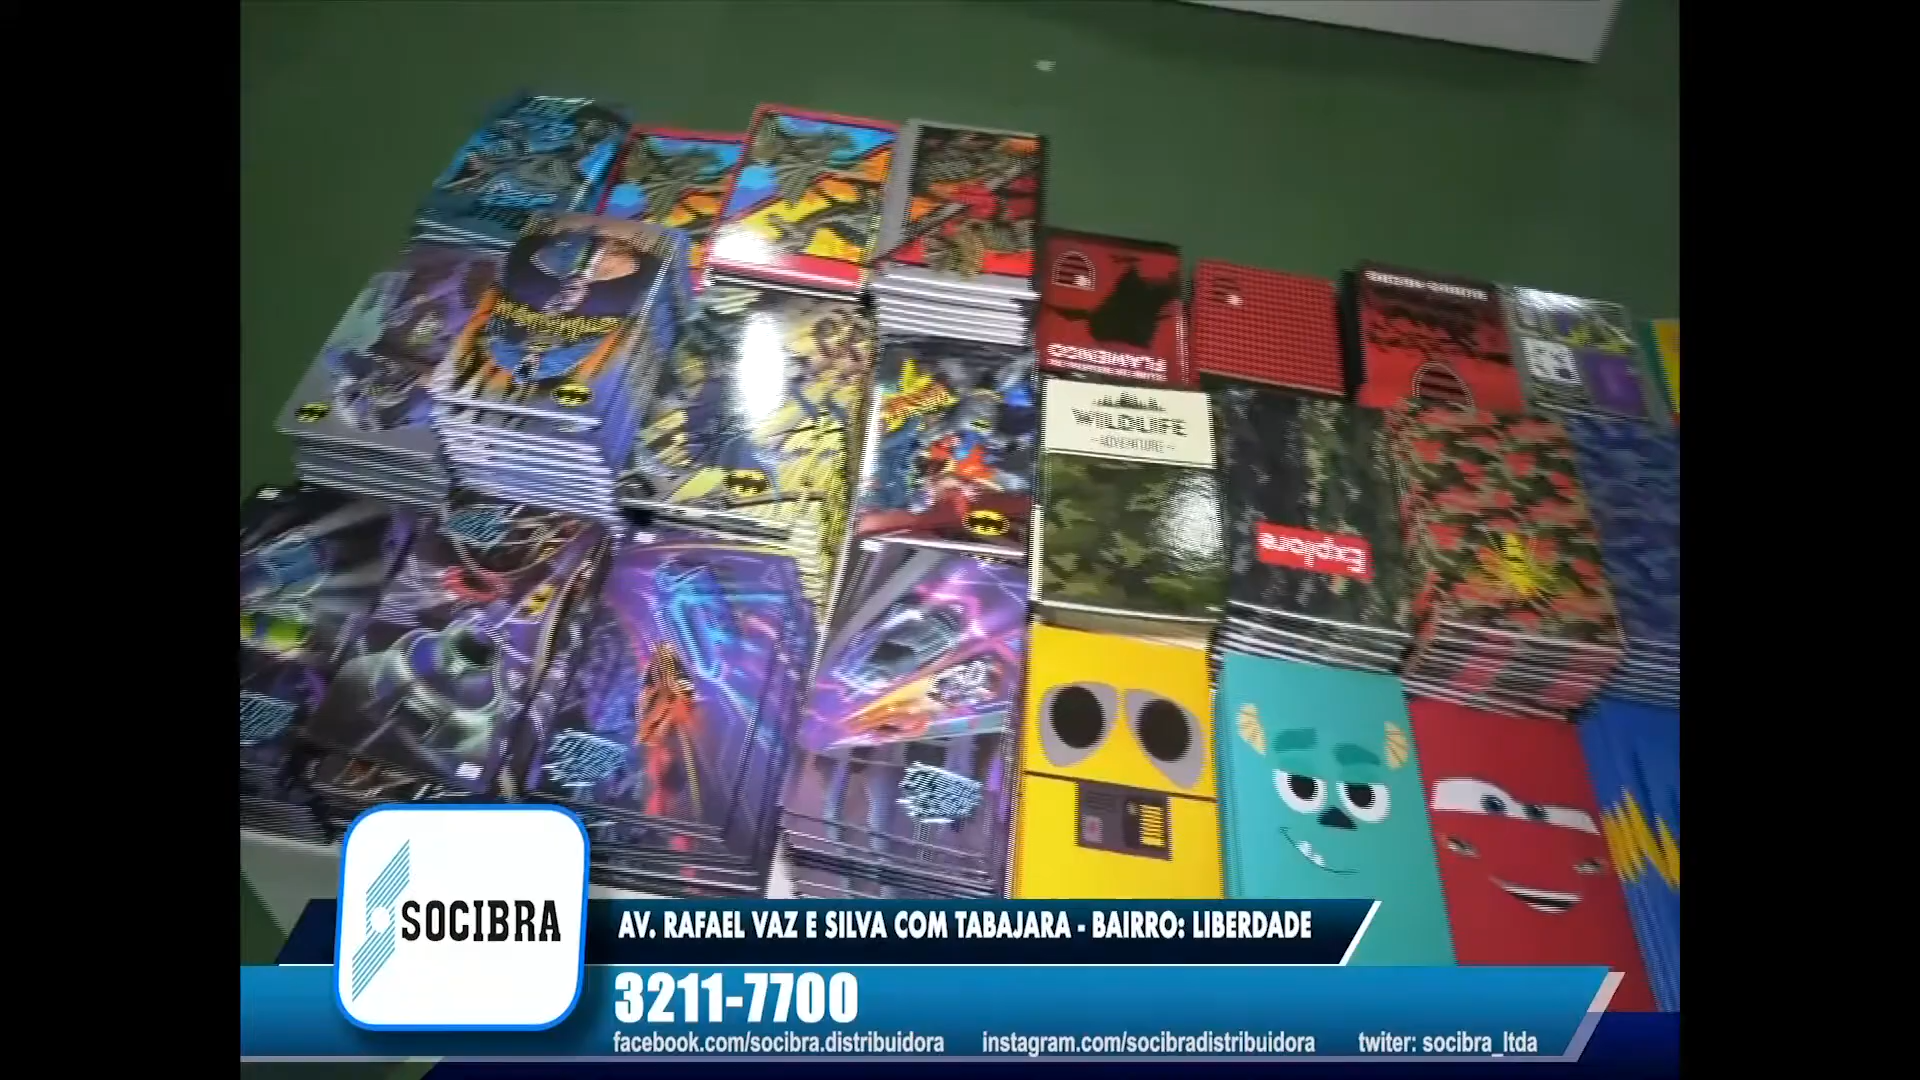 FLAMENGO
WILDLIFE
ADVENTURE
Explore
SOCIBRA
AV. RAFAEL VAZ E SILVA COM TABAJARA - BAIRRO: LIBERDADE
3211-7700
facebook.com/socibra.distribuidora instagram.com/socibradistribuidora twiter: socibra_ltda